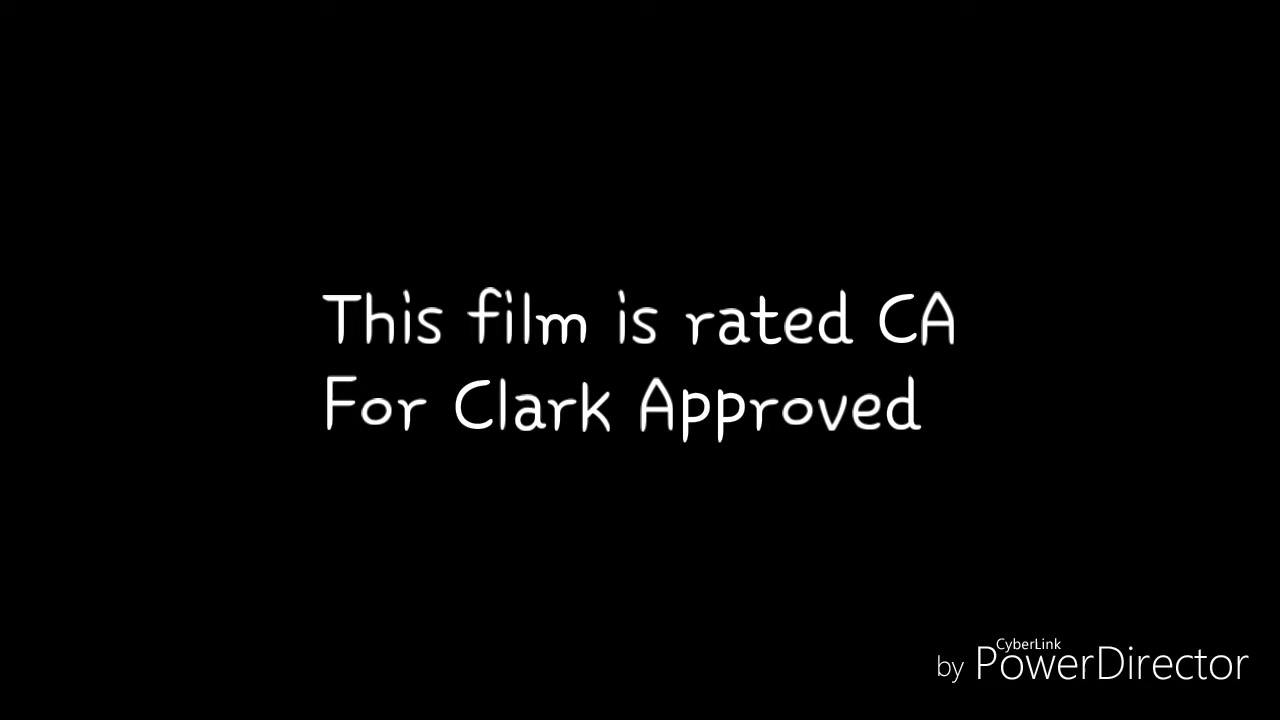 This film is rated CA
For Clark Approved
CyberLink
by PowerDirector